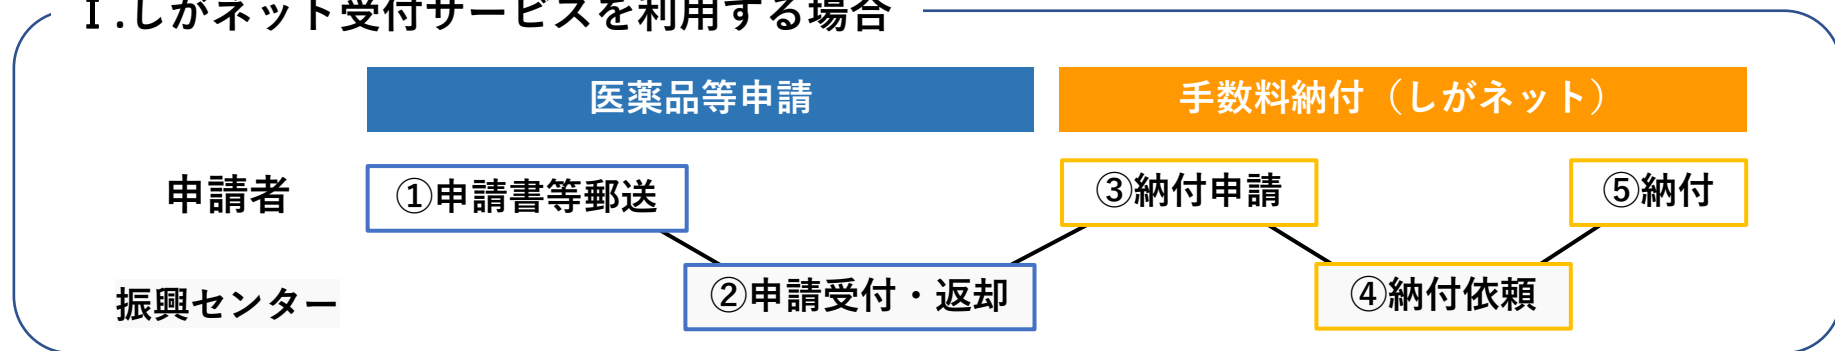 Ⅰ.しがネット受付サービスを利用する場合
医薬品等申請
手数料納付（しがネット）
申請者
①申請書等郵送
③納付申請
⑤納付
振興センター
②申請受付・返却
④納付依頼